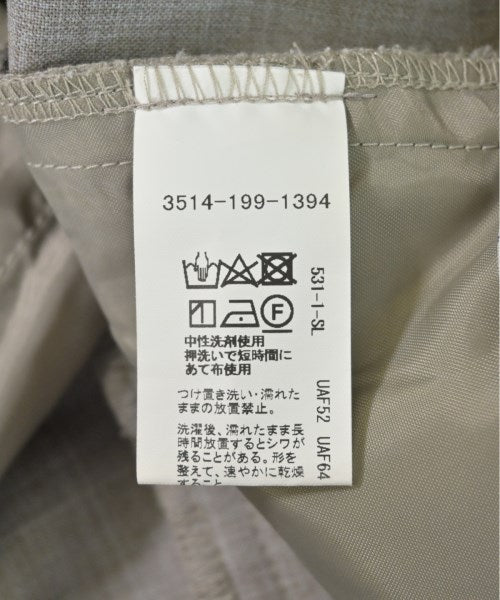 3514-199-1394
F
中性洗剤使用
押洗いで短時間に
あて布使用
つけ置き洗い・濡れた
ままの放置禁止。
洗濯後、濡れたまま長
時間放置するとシワが
残ることがある。形を
整えて、速やかに乾燥
すること
531-1-SL
UAF52 UAF64